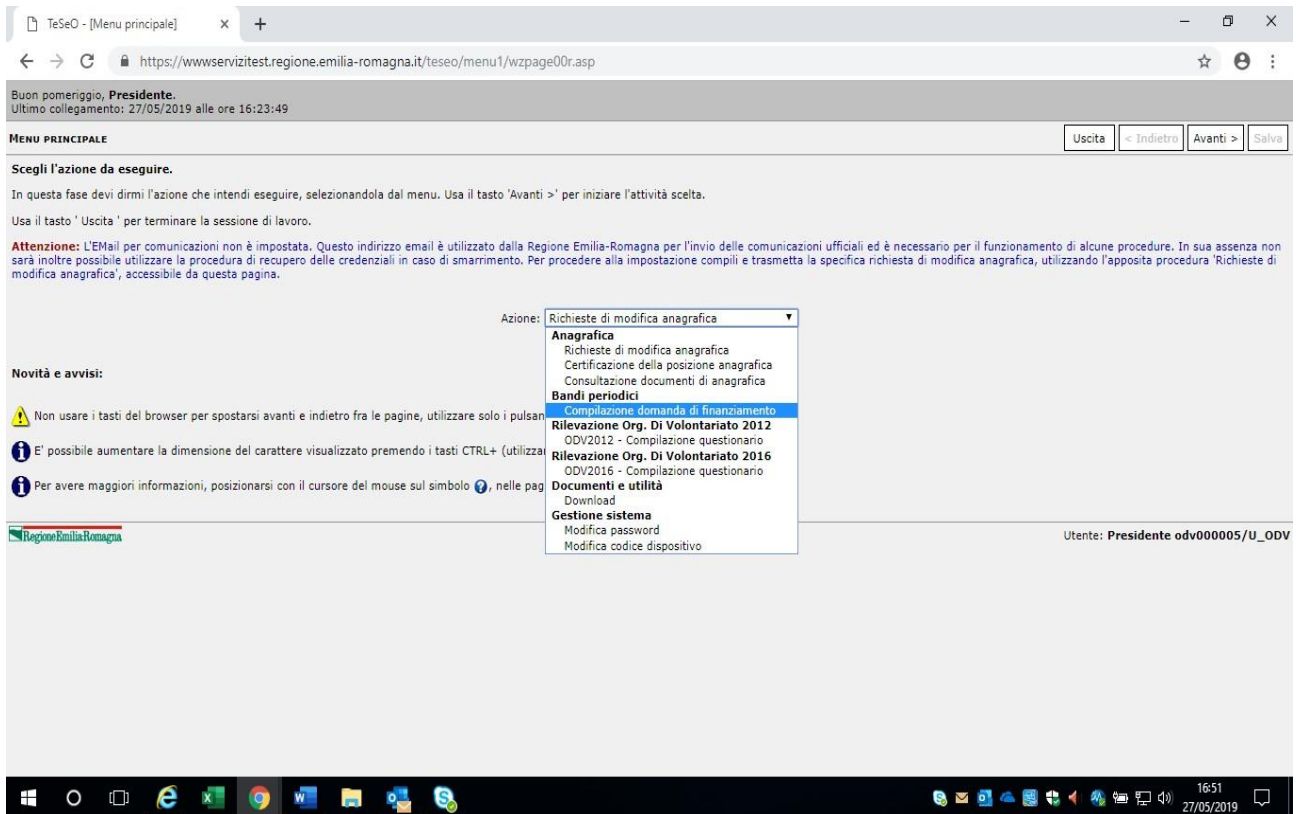 TeSeO - [Menu principale]
https://wwwservizitest.regione.emilia-romagna.it/teseo/menu1/wzpage00r.asp
Buon pomeriggio, Presidente.
Ultimo collegamento: 27/05/2019 alle ore 16:23:49
MENU PRINCIPALE
Uscita < Indietro Avanti > Salva
Scegli l'azione da eseguire.
In questa fase devi dirmi l'azione che intendi eseguire, selezionandola dal menu. Usa il tasto 'Avanti >' per iniziare l'attività scelta.
Usa il tasto ' Uscita ' per terminare la sessione di lavoro.
Attenzione: L'EMail per comunicazioni non è impostata. Questo indirizzo email è utilizzato dalla Regione Emilia-Romagna per l'invio delle comunicazioni ufficiali ed è necessario per il funzionamento di alcune procedure. In sua assenza non
sarà inoltre possibile utilizzare la procedura di recupero delle credenziali in caso di smarrimento. Per procedere alla impostazione compili e trasmetta la specifica richiesta di modifica anagrafica, utilizzando l'apposita procedura 'Richieste di
modifica anagrafica', accessibile da questa pagina.
Azione: Richieste di modifica anagrafica
Anagrafica
Richieste di modifica anagrafica
Certificazione della posizione anagrafica
Consultazione documenti di anagrafica
Bandi periodici
Compilazione domanda di finanziamento
Rilevazione Org. Di Volontariato 2012
ODV2012 - Compilazione questionario
Rilevazione Org. Di Volontariato 2016
ODV2016 - Compilazione questionario
Documenti e utilità
Download
Gestione sistema
Modifica password
Modifica codice dispositivo
Novità e avvisi:
Non usare i tasti del browser per spostarsi avanti e indietro fra le pagine, utilizzare solo i pulsan
E' possibile aumentare la dimensione del carattere visualizzato premendo i tasti CTRL+ (utilizza
Per avere maggiori informazioni, posizionarsi con il cursore del mouse sul simbolo ?, nelle pag
RegioneEmiliaRomagna
Utente: Presidente odv000005/U_ODV
16:51
27/05/2019